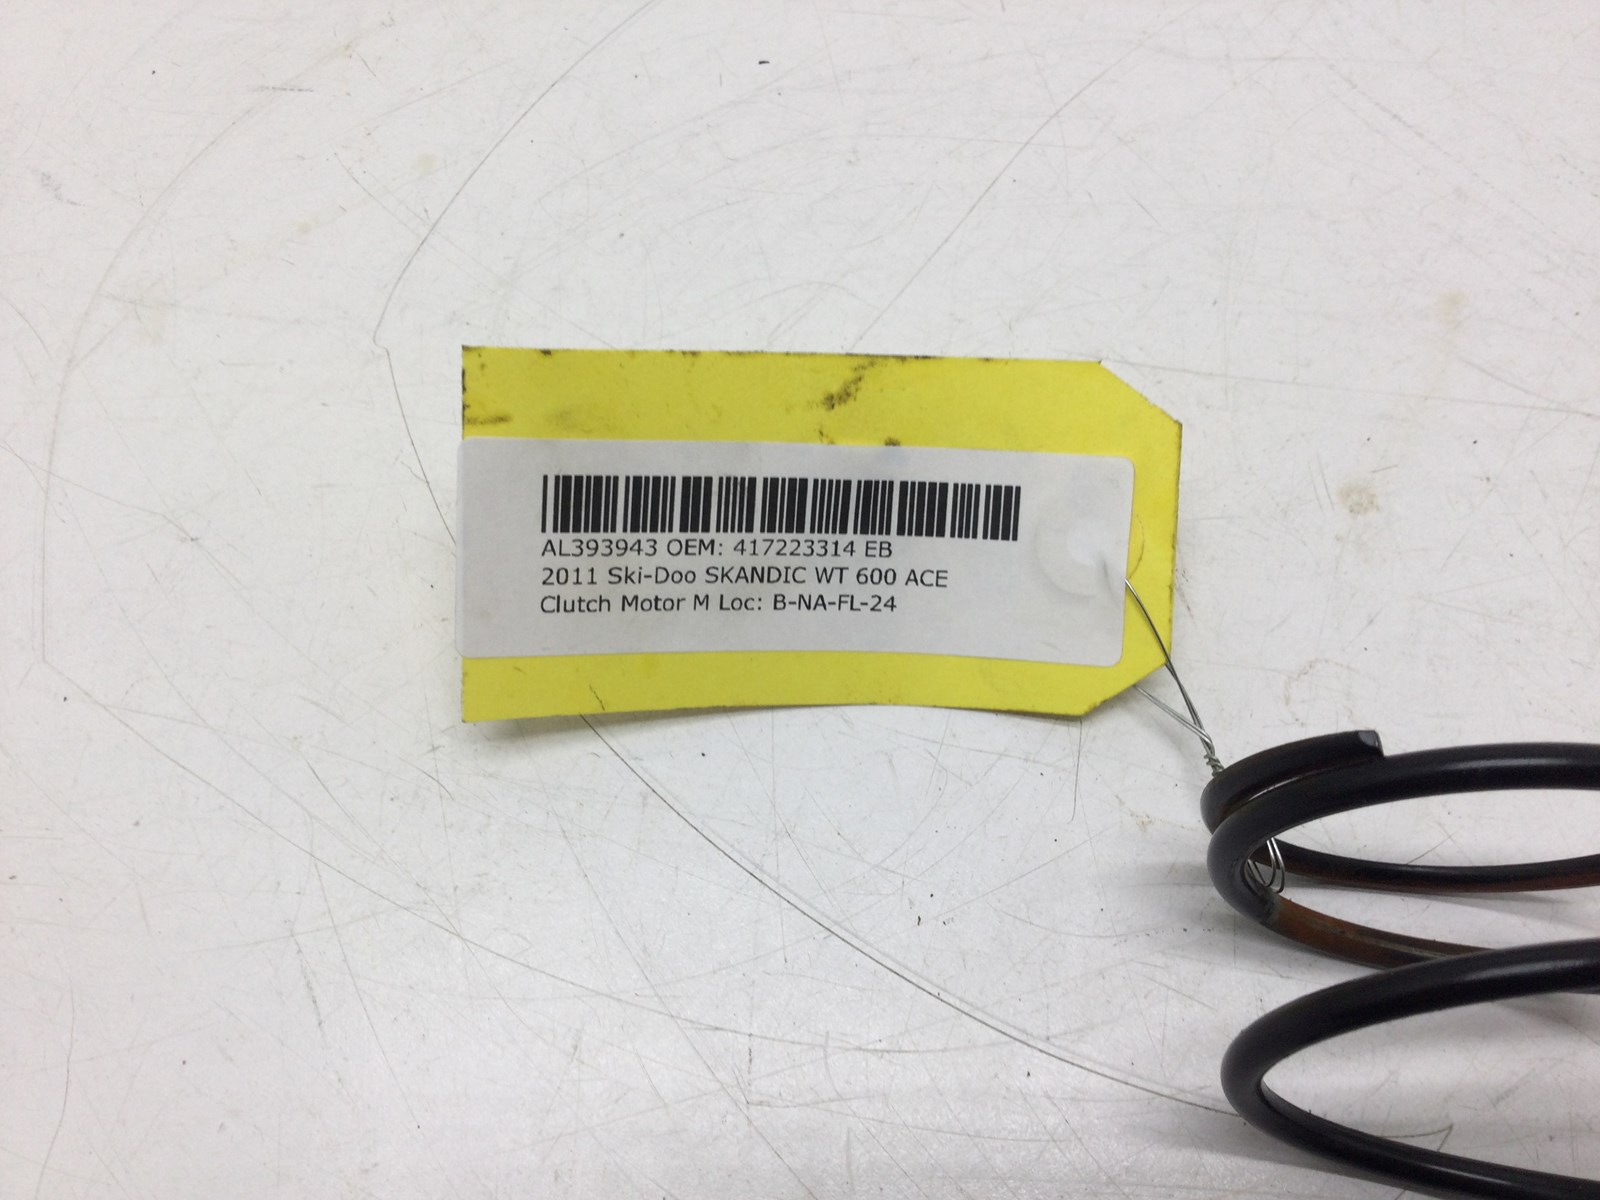 AL393943 OEM: 417223314 EB
2011 Ski-Doo SKANDIC WT 600 ACE
Clutch Motor M Loc: B-NA-FL-24